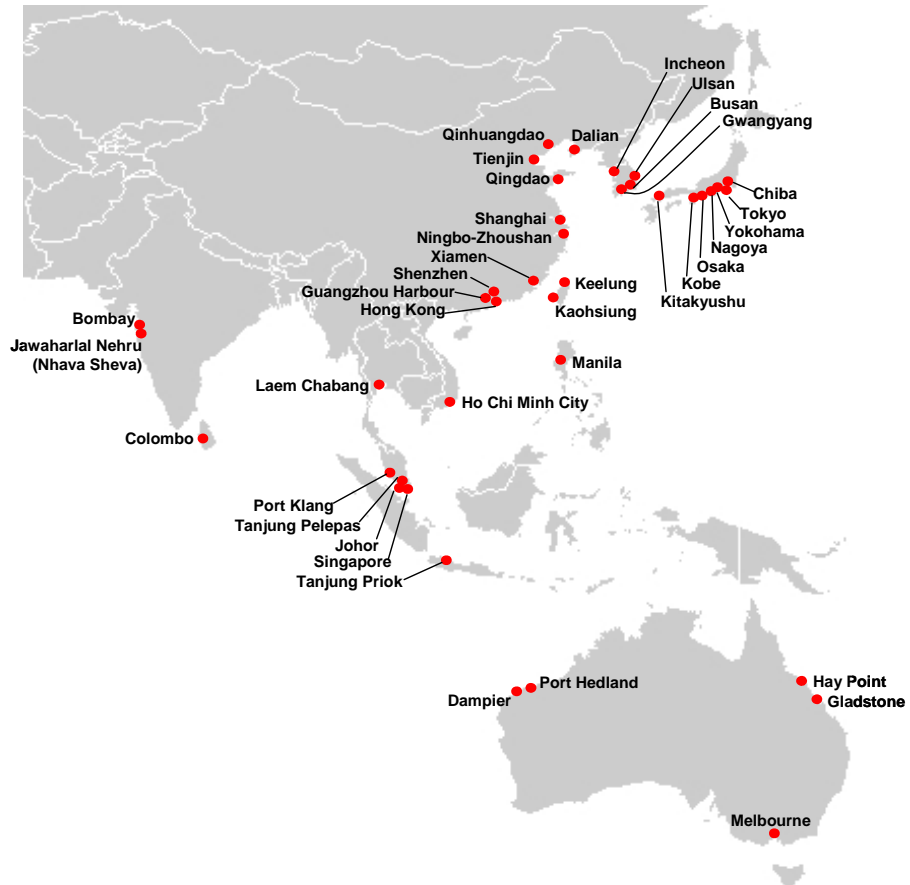 Incheon
Ulsan
Busan
Gwangyang
Qinhuangdao
Dalian
Tienjin
Qingdao
Chiba
Tokyo
Yokohama
Nagoya
Osaka
Kobe
Kitakyushu
Shanghai
Ningbo-Zhoushan
Xiamen
Shenzhen
Guangzhou Harbour
Hong Kong
Keelung
Kaohsiung
Bombay
Jawaharlal Nehru
(Nhava Sheva)
Manila
Laem Chabang
Ho Chi Minh City
Colombo
Port Klang
Tanjung Pelepas
Johor
Singapore
Tanjung Priok
Port Hedland
Dampier
Hay Point
Gladstone
Melbourne